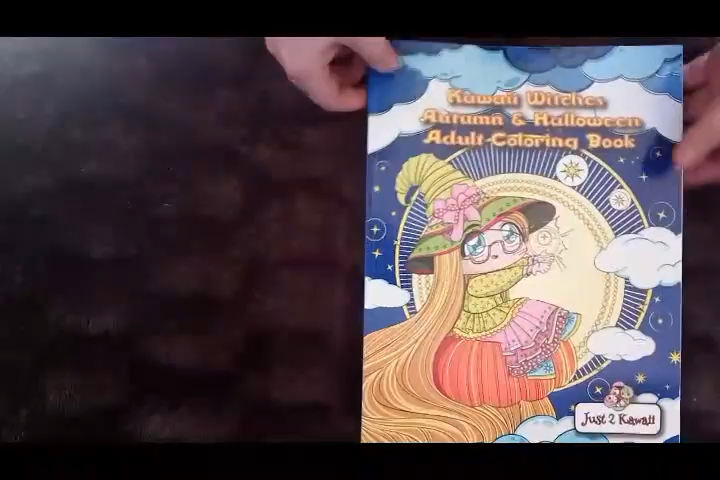 Kawaii Witches
Autumn & Halloween
Adult Coloring Book
Just 2 Kawaii